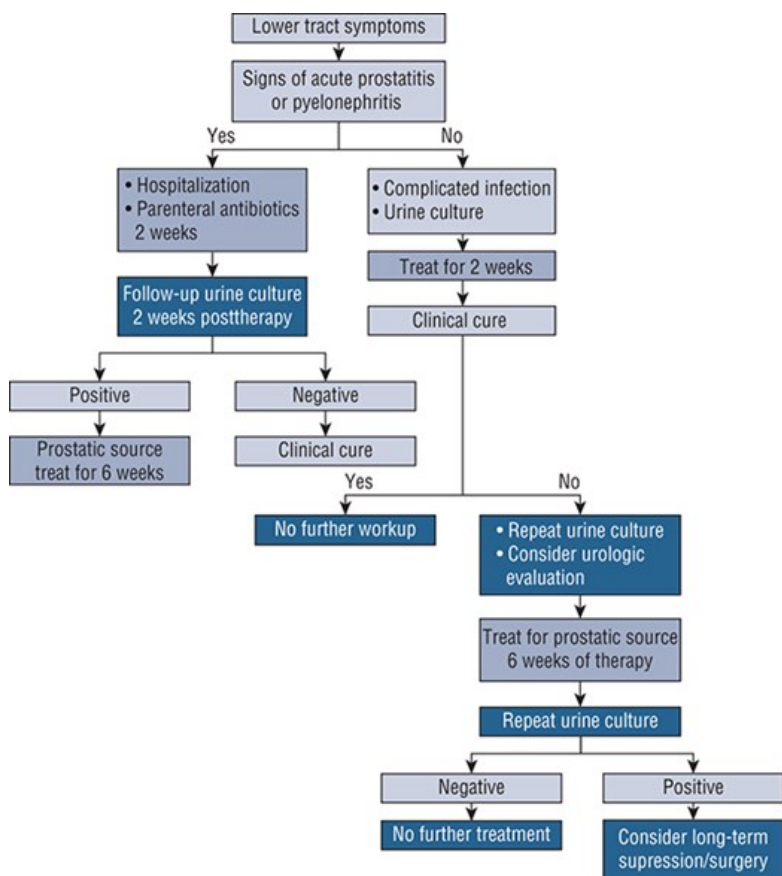 Lower tract symptoms
Signs of acute prostatitis
or pyelonephritis
Yes
No
• Hospitalization
• Parenteral antibiotics
2 weeks
• Complicated infection
• Urine culture
Treat for 2 weeks
Follow-up urine culture
2 weeks posttherapy
Clinical cure
Positive
Negative
Prostatic source
treat for 6 weeks
Clinical cure
Yes
No
No further workup
• Repeat urine culture
• Consider urologic
evaluation
Treat for prostatic source
6 weeks of therapy
Repeat urine culture
Negative
Positive
No further treatment
Consider long-term
supression/surgery